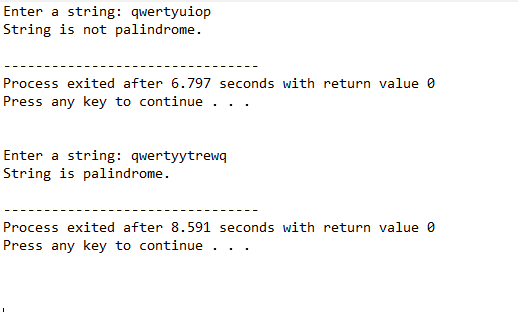 Enter a string: qwertyuiop
String is not palindrome.
--------------------------------
Process exited after 6.797 seconds with return value 0
Press any key to continue . . .
Enter a string: qwertyytrewq
String is palindrome.
--------------------------------
Process exited after 8.591 seconds with return value 0
Press any key to continue . . .